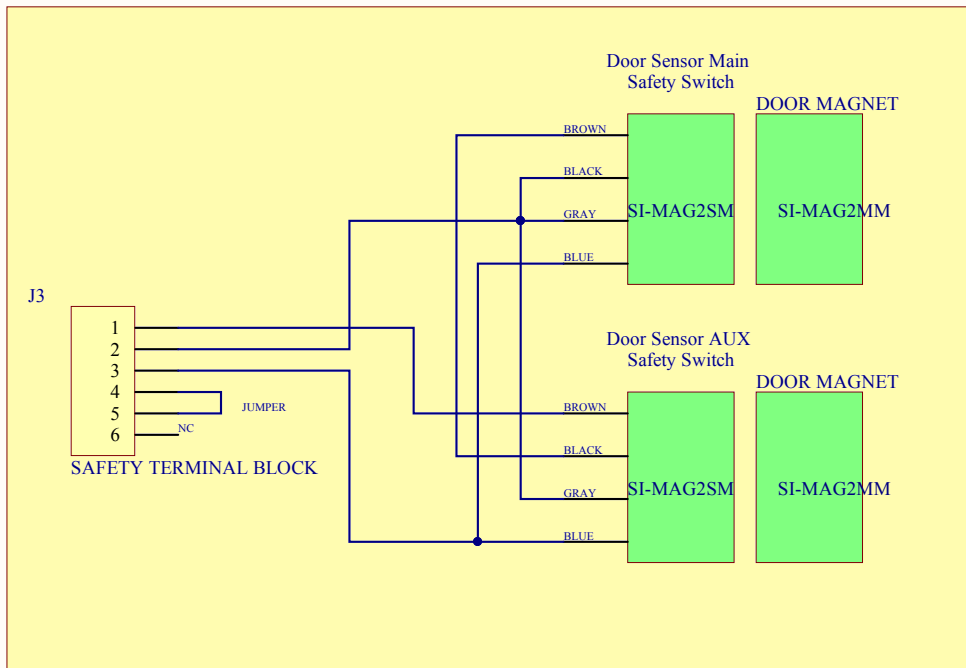 Door Sensor Main
Safety Switch
DOOR MAGNET
BROWN
BLACK
GRAY
BLUE
SI-MAG2SM
SI-MAG2MM
J3
1
2
3
4
5
6
JUMPER
NC
SAFETY TERMINAL BLOCK
Door Sensor AUX
Safety Switch
DOOR MAGNET
BROWN
BLACK
GRAY
BLUE
SI-MAG2SM
SI-MAG2MM